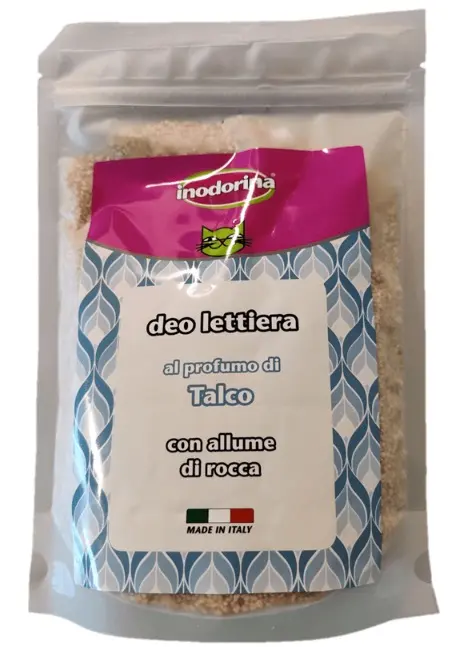 inodorina
deo lettiera
al profumo di
Talco
con allume
di rocca
MADE IN ITALY